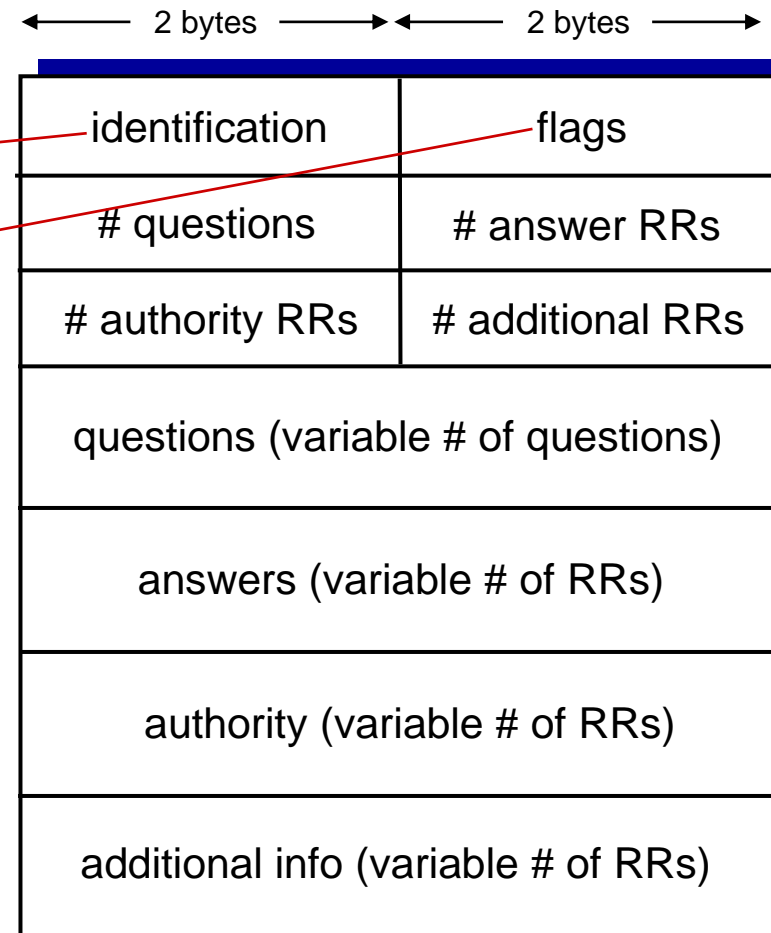 2 bytes 2 bytes
identification flags
# questions # answer RRs
# authority RRs # additional RRs
questions (variable # of questions)
answers (variable # of RRs)
authority (variable # of RRs)
additional info (variable # of RRs)